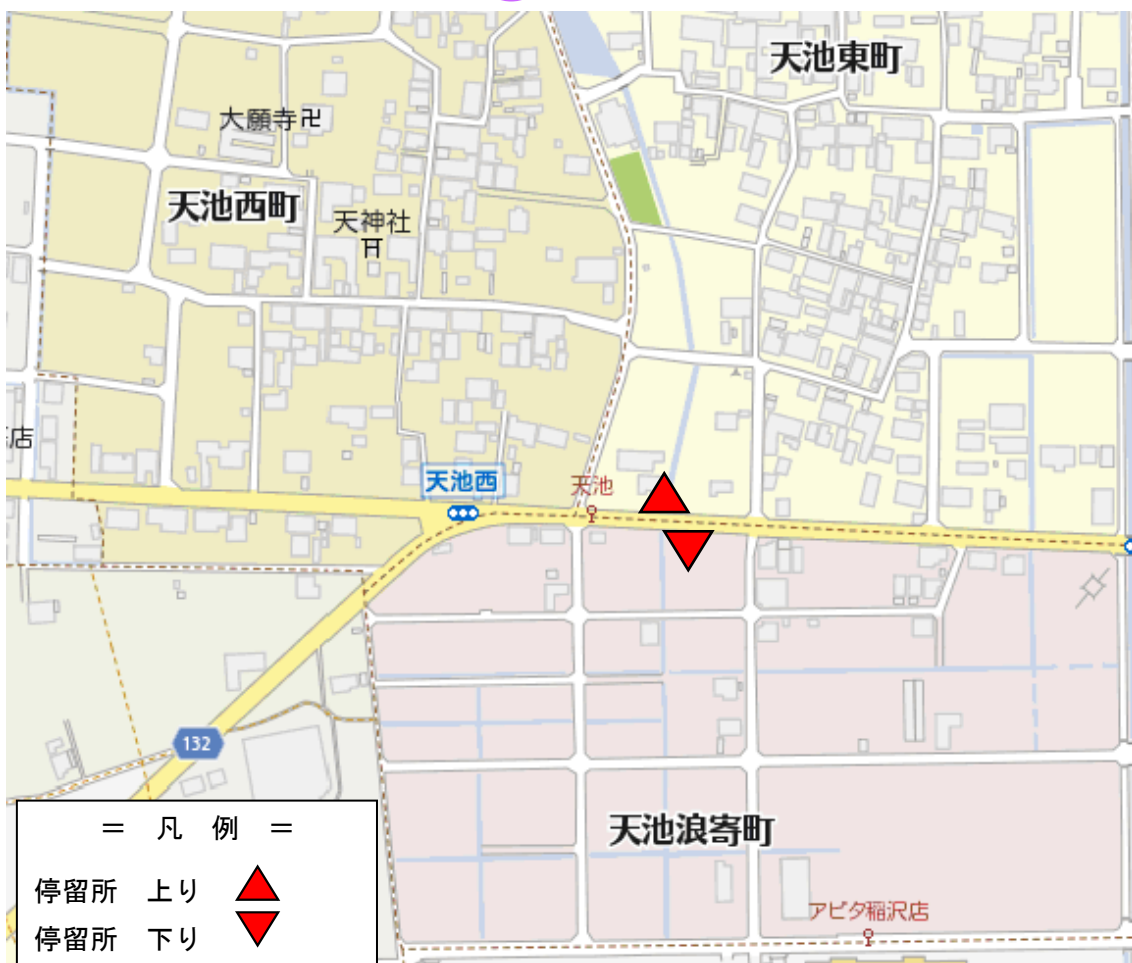 天池東町
大願寺
天池西町
天神社
店
天池西
天池
132
天池浪寄町
アピタ稲沢店
＝ 凡 例 ＝
停留所 上り
停留所 下り